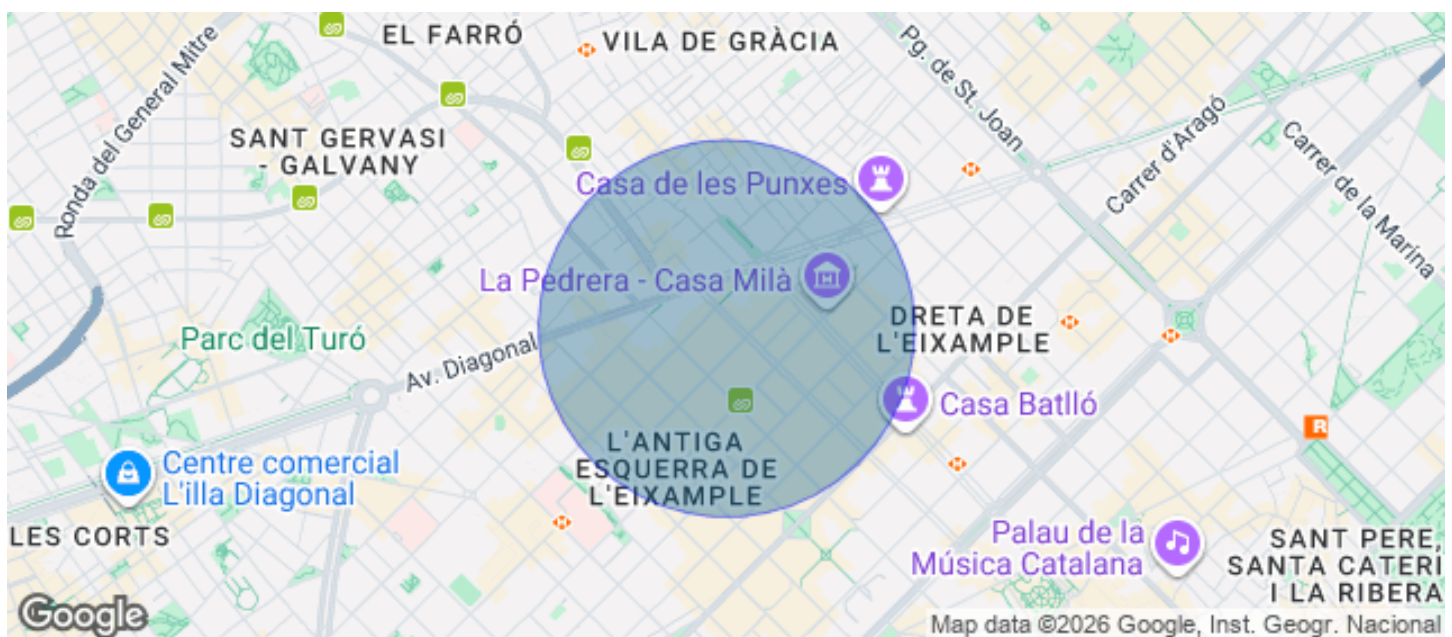 EL FARRÓ
VILA DE GRÀCIA
Pg. de St. Joan
Ronda del General Mitre
SANT GERVASI
- GALVANY
Carrer d'Aragó
Carrer de la Marina
Casa de les Punxes
La Pedrera - Casa Milà
DRETA DE
L'EIXAMPLE
Parc del Turó
Av. Diagonal
Casa Batlló
L'ANTIGA
ESQUERRA DE
L'EIXAMPLE
Centre comercial
L'illa Diagonal
R
LES CORTS
Palau de la
Música Catalana
SANT PERE,
SANTA CATERI
I LA RIBERA
Google
Map data ©2026 Google, Inst. Geogr. Nacional